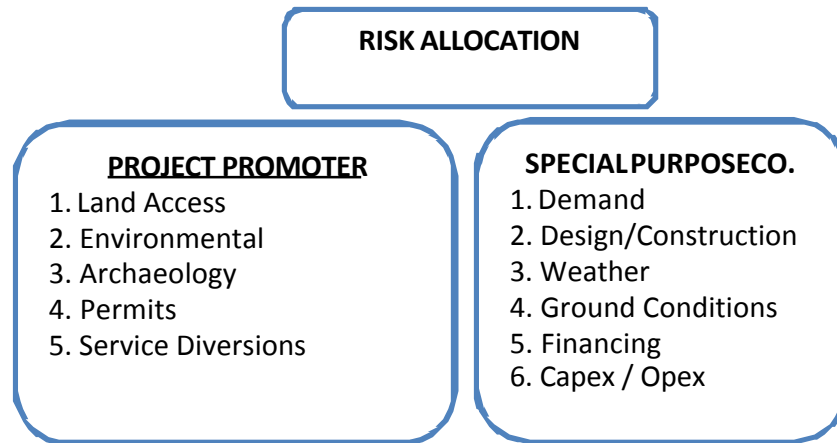 RISK ALLOCATION
PROJECT PROMOTER
1. Land Access
2. Environmental
3. Archaeology
4. Permits
5. Service Diversions
SPECIALPURPOSECO.
1. Demand
2. Design/Construction
3. Weather
4. Ground Conditions
5. Financing
6. Capex / Opex